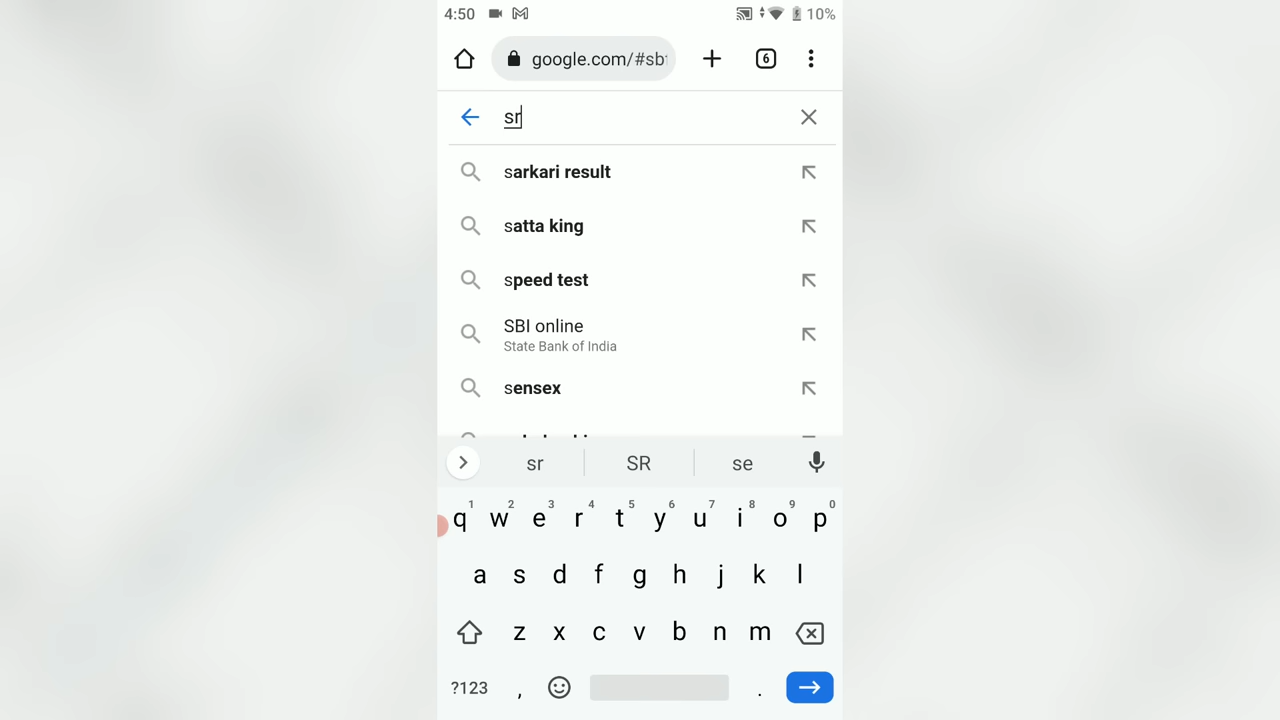 4:50 10%
google.com/#sb
6
sr
sarkari result
satta king
speed test
SBI online
State Bank of India
sensex
sr SR se
1 2 3 4 5 6 7 8 9 0
q w e r t y u i o p
a s d f g h j k l
z x c v b n m
?123 , .